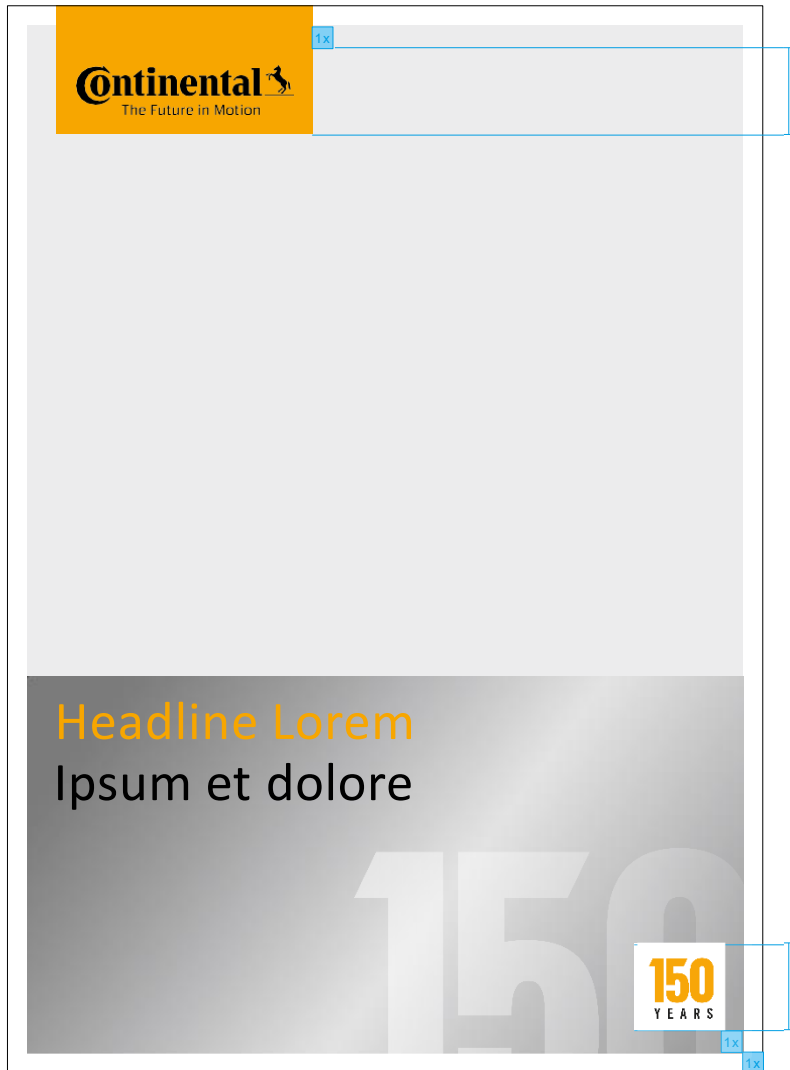 1x
Continental
The Future in Motion
Headline Lorem
Ipsum et dolore
150
150
YEARS
1x
1x